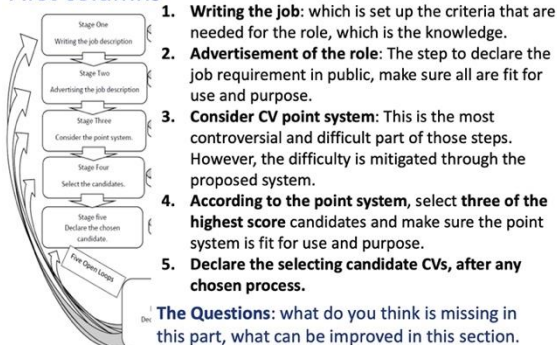 Stage One
Writing the job description
Stage Two
Advertising the job description
Stage Three
Consider the point system.
Stage Four
Select the candidates.
Stage five
Declare the chosen
candidate.
Five Open Loops
1. Writing the job: which is set up the criteria that are
needed for the role, which is the knowledge.
2. Advertisement of the role: The step to declare the
job requirement in public, make sure all are fit for
use and purpose.
3. Consider CV point system: This is the most
controversial and difficult part of those steps.
However, the difficulty is mitigated through the
proposed system.
4. According to the point system, select three of the
highest score candidates and make sure the point
system is fit for use and purpose.
5. Declare the selecting candidate CVs, after any
chosen process.
The Questions: what do you think is missing in
this part, what can be improved in this section.